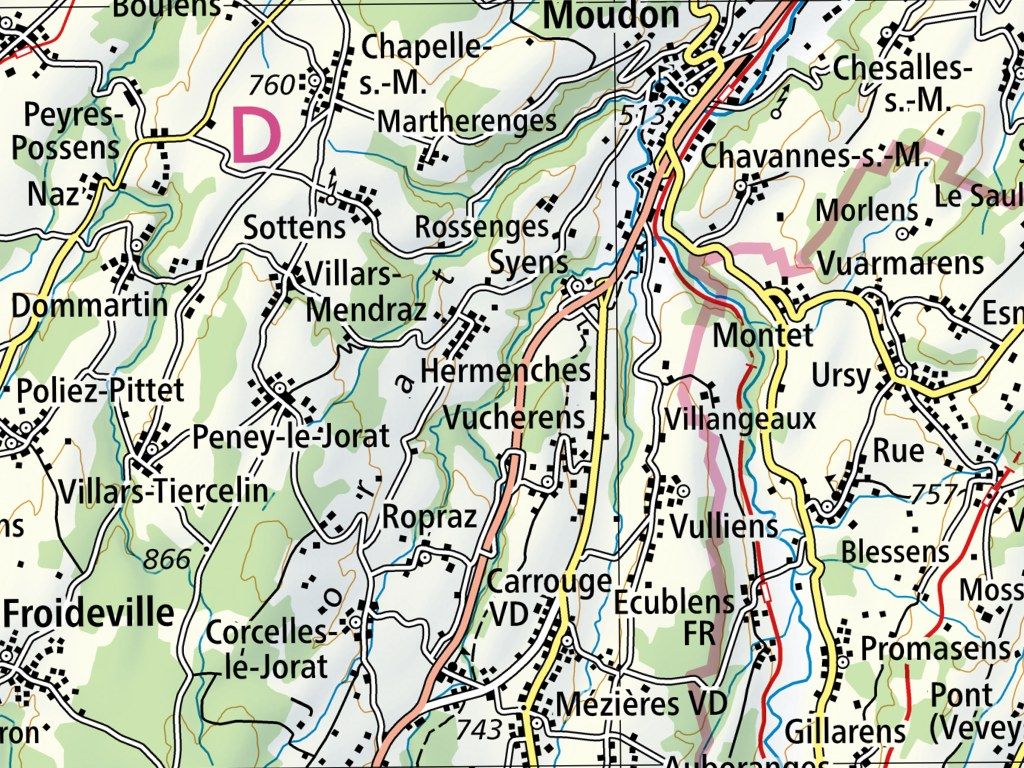 Boulens
Moudon
Chapelle-
s.-M.
760
Chesalles-
s.-M.
Peyres-
Possens
D
Martherenges
513
Chavannes-s.-M.
Naz
Le Saul
Sottens
Rossenges
Morlens
Syens
Villars-
Mendraz
Vuarmarens
Dommartin
t
Esm
Montet
Hermenches
a
Ursy
Poliez-Pittet
Vucherens
Villangeaux
Peney-le-Jorat
Rue
Villars-Tiercelin
r
757
ns
Ropraz
Vulliens
V
866
Blessens
Carrouge
VD
Ecublens
FR
Moss
Froideville
o
Corcelles-
le-Jorat
Promasens
J
Mézières VD
Pont
(Vevey
743
Gillarens
ron
Auboranges